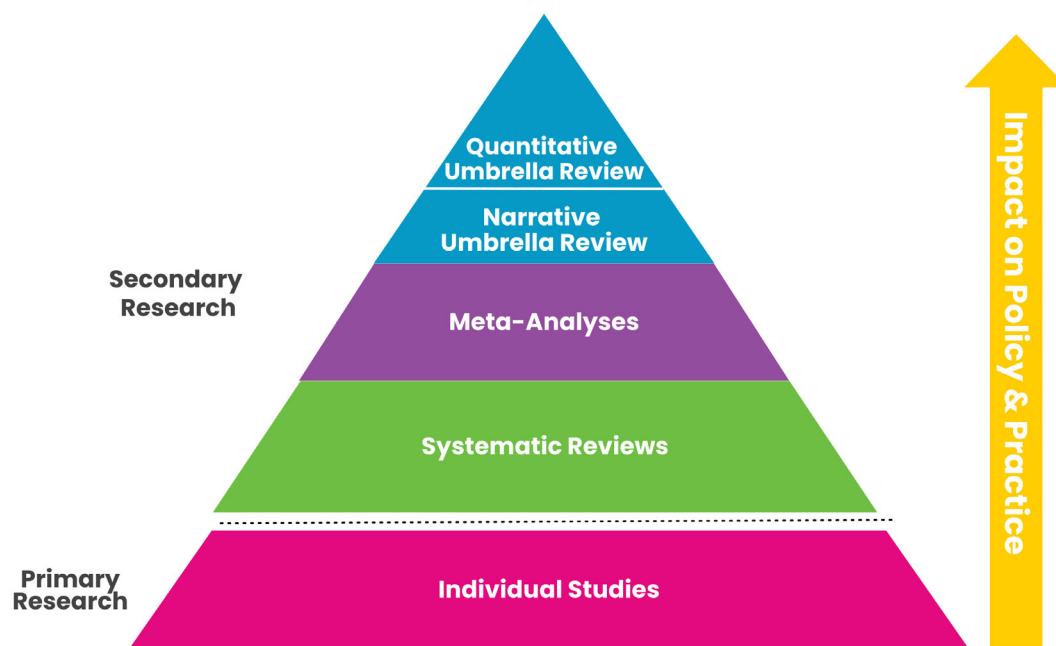 Quantitative
Umbrella Review
Narrative
Umbrella Review
Secondary
Research
Meta-Analyses
Systematic Reviews
Primary
Research
Individual Studies
Impact on Policy & Practice